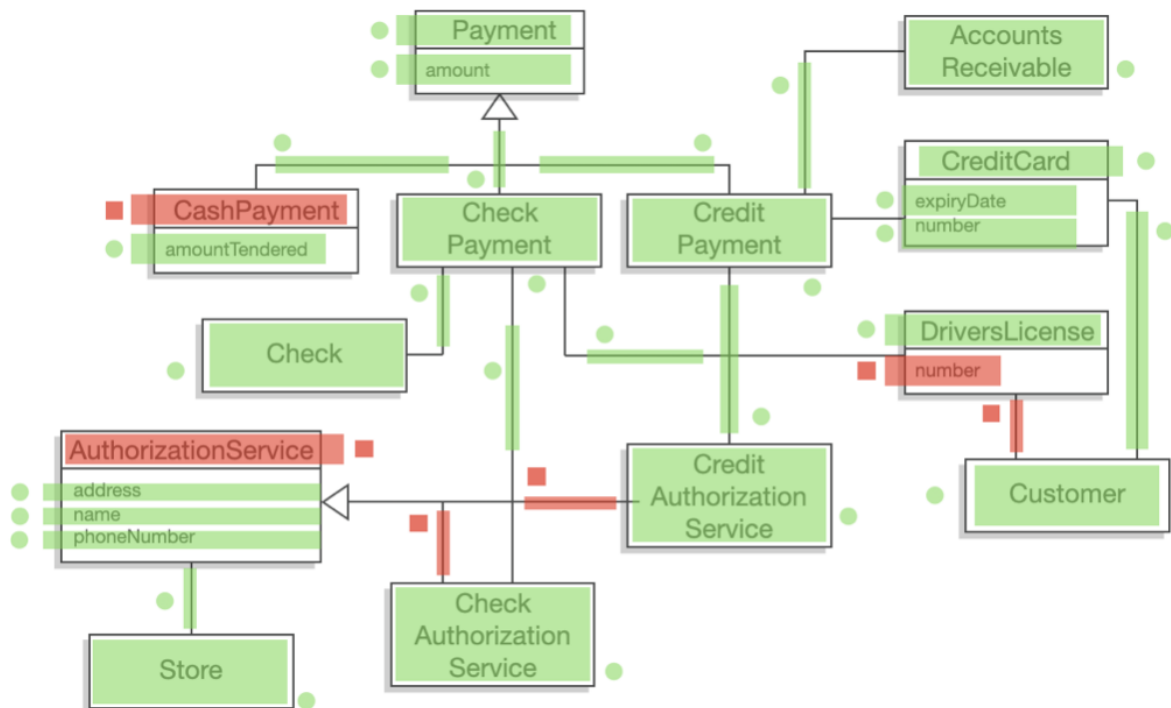 Payment
amount
Accounts
Receivable
CreditCard
expiryDate
number
CashPayment
amountTendered
Check
Payment
Credit
Payment
Check
DriversLicense
number
AuthorizationService
address
name
phoneNumber
Credit
Authorization
Service
Customer
Check
Authorization
Service
Store